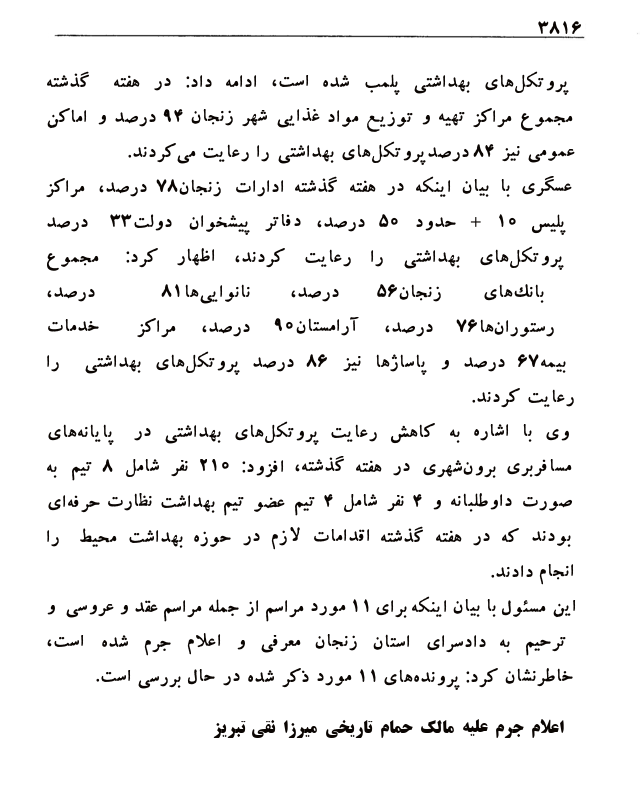 ۳۸۱۶
پروتکل‌های بهداشتی پلمب شده است، ادامه داد: در هفته گذشته
مجموع مراکز تهیه و توزیع مواد غذایی شهر زنجان ۹۴ درصد و اماکن
عمومی نیز ۸۴ درصد پروتکل‌های بهداشتی را رعایت می‌کردند.
عسگری با بیان اینکه در هفته گذشته ادارات زنجان۷۸ درصد، مراکز
پلیس ۱۰ + حدود ۵۰ درصد، دفاتر پیشخوان دولت۳۳ درصد
پروتکل‌های بهداشتی را رعایت کردند، اظهار کرد: مجموع
بانک‌های زنجان۵۶ درصد، نانوایی‌ها۸۱ درصد،
رستوران‌ها۷۶ درصد، آرامستان۹۰ درصد، مراکز خدمات
بیمه۶۷ درصد و پاساژها نیز ۸۶ درصد پروتکل‌های بهداشتی را
رعایت کردند.
وی با اشاره به کاهش رعایت پروتکل‌های بهداشتی در پایانه‌های
مسافربری برون‌شهری در هفته گذشته، افزود: ۲۱۰ نفر شامل ۸ تیم به
صورت داوطلبانه و ۴ نفر شامل ۴ تیم عضو تیم بهداشت نظارت حرفه‌ای
بودند که در هفته گذشته اقدامات لازم در حوزه بهداشت محیط را
انجام دادند.
این مسئول با بیان اینکه برای ۱۱ مورد مراسم از جمله مراسم عقد و عروسی و
ترحیم به دادسرای استان زنجان معرفی و اعلام جرم شده است،
خاطرنشان کرد: پرونده‌های ۱۱ مورد ذکر شده در حال بررسی است.
اعلام جرم علیه مالک حمام تاریخی میرزا نقی تبریز